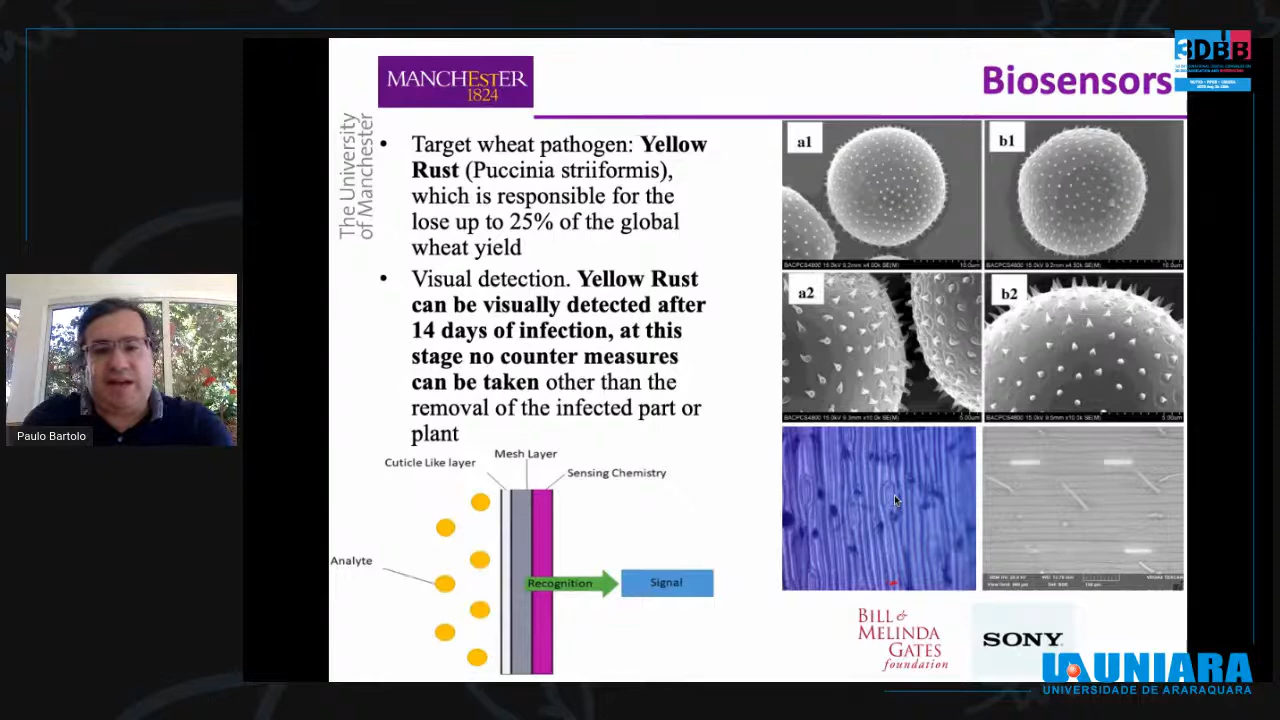 MANCHESTER
1824
The University
of Manchester
Biosensors
3DBB
• Target wheat pathogen: Yellow
Rust (Puccinia striiformis),
which is responsible for the
lose up to 25% of the global
wheat yield
• Visual detection. Yellow Rust
can be visually detected after
14 days of infection, at this
stage no counter measures
can be taken other than the
removal of the infected part or
plant
Cuticle Like layer
Mesh Layer
Sensing Chemistry
Analyte
Recognition
Signal
a1
b1
a2
b2
Paulo Bartolo
BILL &
MELINDA
GATES
foundation
SONY
UNIARA
UNIVERSIDADE DE ARARAQUARA